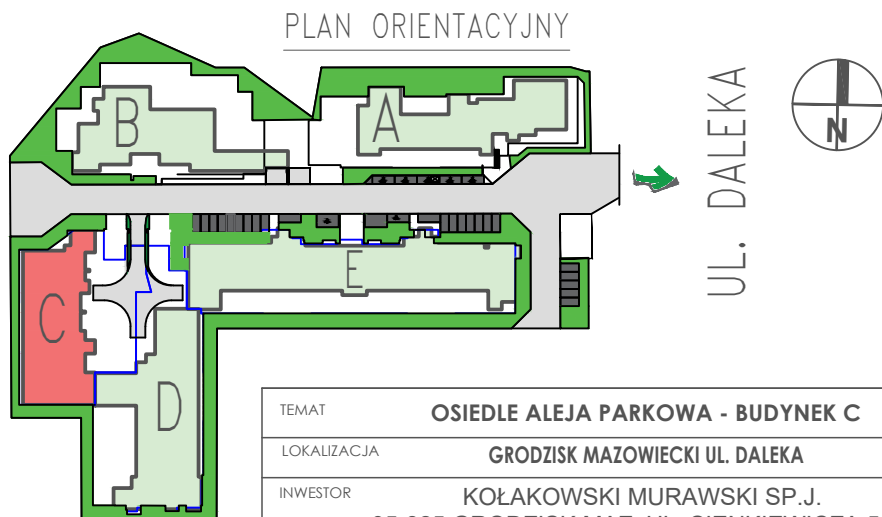 PLAN ORIENTACYJNY
B
A
UL. DALEKA
N
E
C
D
TEMAT OSIEDLE ALEJA PARKOWA - BUDYNEK C
LOKALIZACJA GRODZISK MAZOWIECKI UL. DALEKA
INWESTOR KOŁAKOWSKI MURAWSKI SP.J.